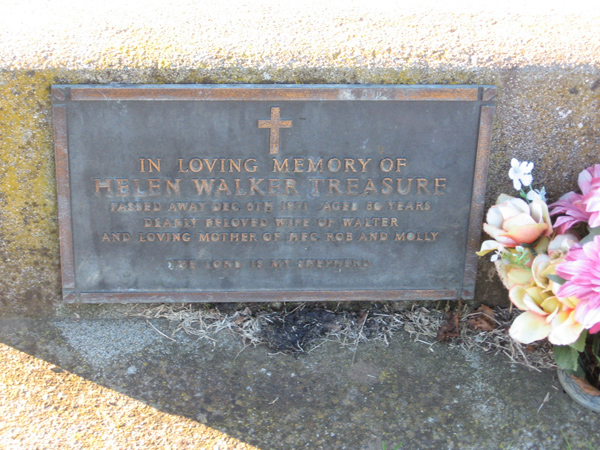 IN LOVING MEMORY OF
HELEN WALKER TREASURE
PASSED AWAY DEC. AGED YEARS
DEARLY BELOVED WIFE OF WALTER
AND LOVING MOTHER OF ROB AND MOLLY
THE LORD IS MY SHEPHERD